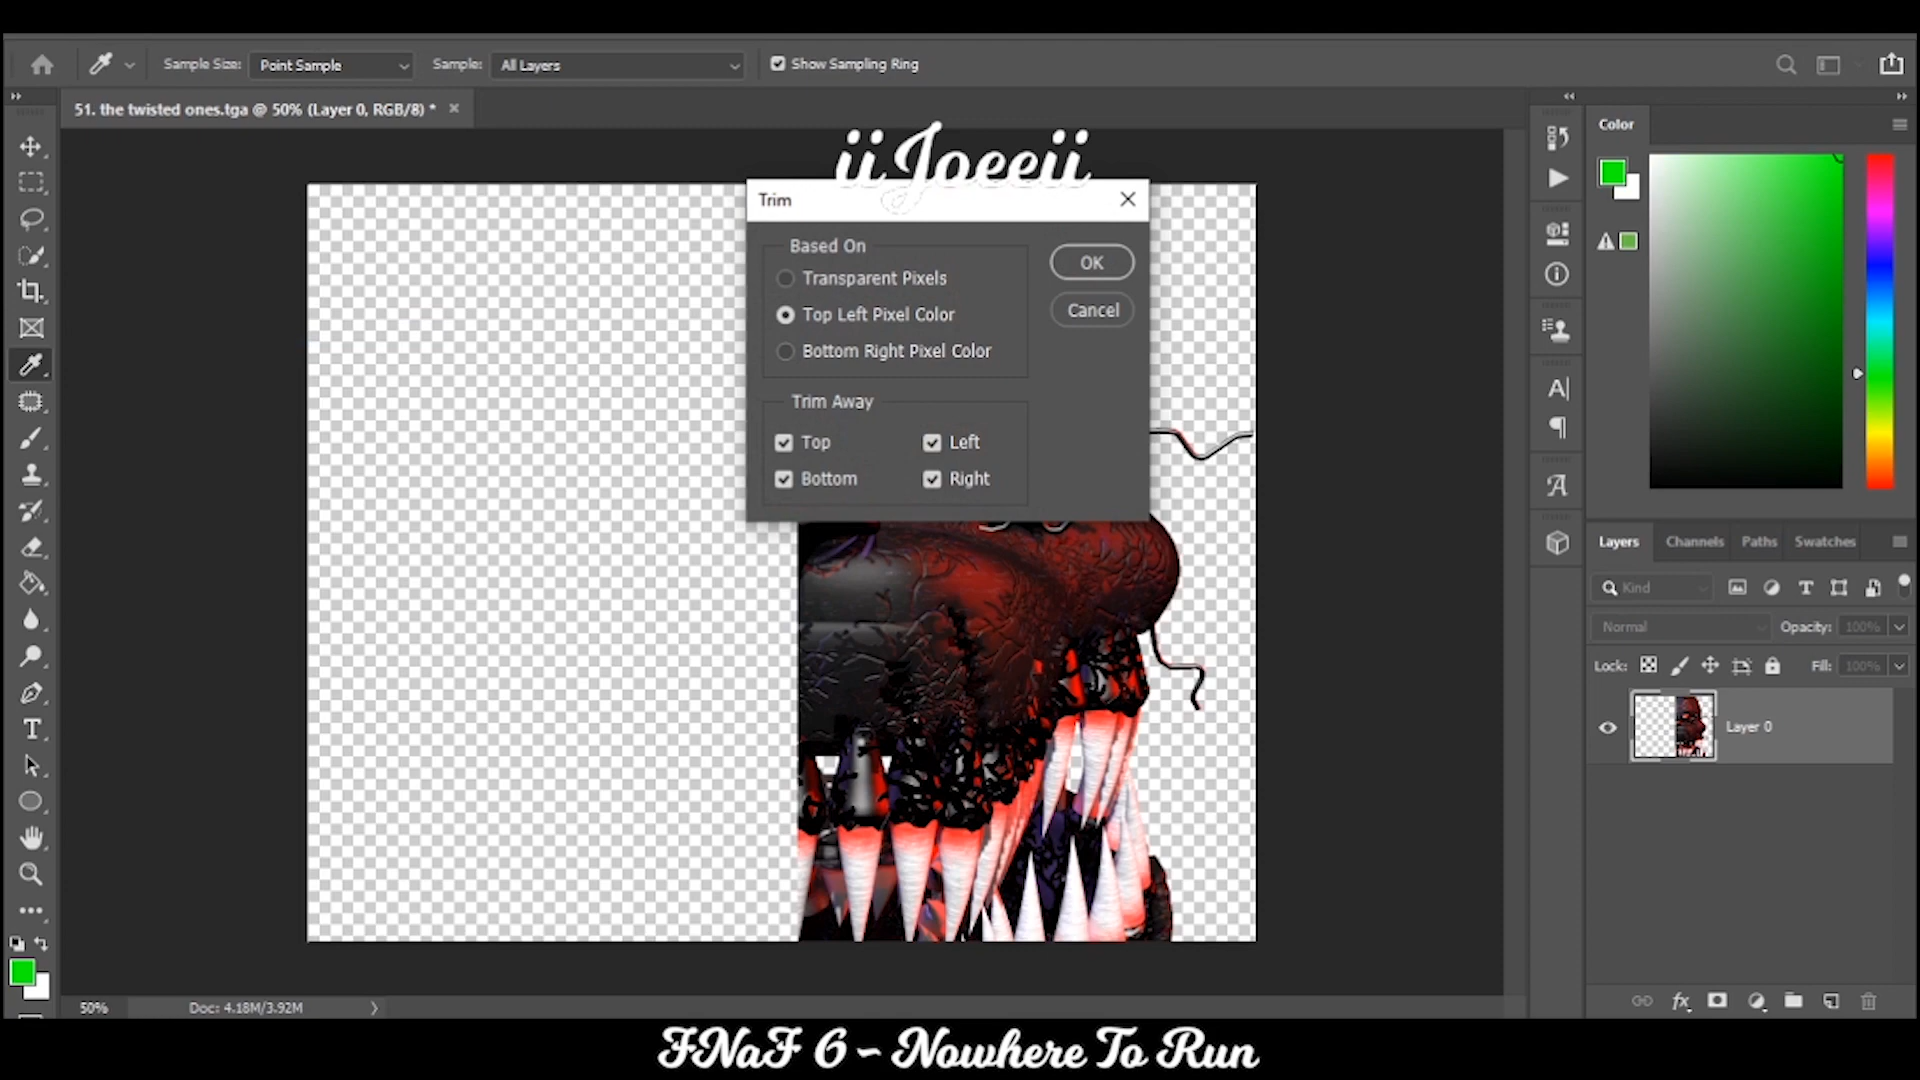 Sample Size: Point Sample Sample: All Layers Show Sampling Ring
51. the twisted ones.tga @ 50% (Layer 0, RGB/8) *
iiJoeeii
Trim
Based On
Transparent Pixels
Top Left Pixel Color
Bottom Right Pixel Color
OK
Cancel
Trim Away
Top Left
Bottom Right
Color
Layers Channels Paths Swatches
Kind
Normal Opacity: 100%
Lock: Fill: 100%
Layer 0
50% Doc: 4.18M/3.92M
FNaF 6 - Nowhere To Run